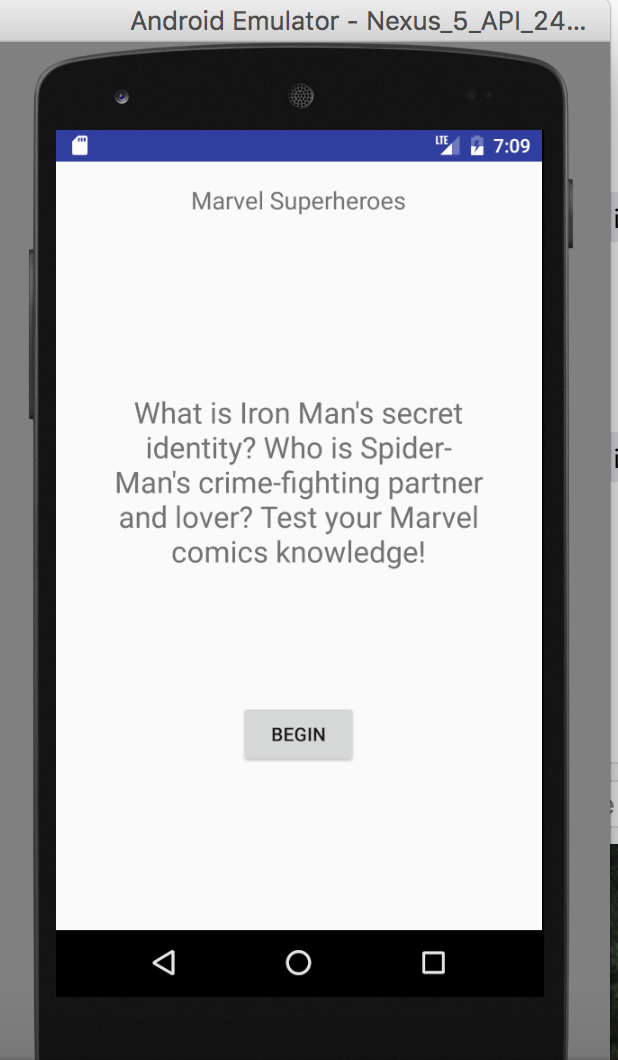 Android Emulator - Nexus_5_API_24...
LTE 7:09
Marvel Superheroes
What is Iron Man's secret
identity? Who is Spider-
Man's crime-fighting partner
and lover? Test your Marvel
comics knowledge!
BEGIN